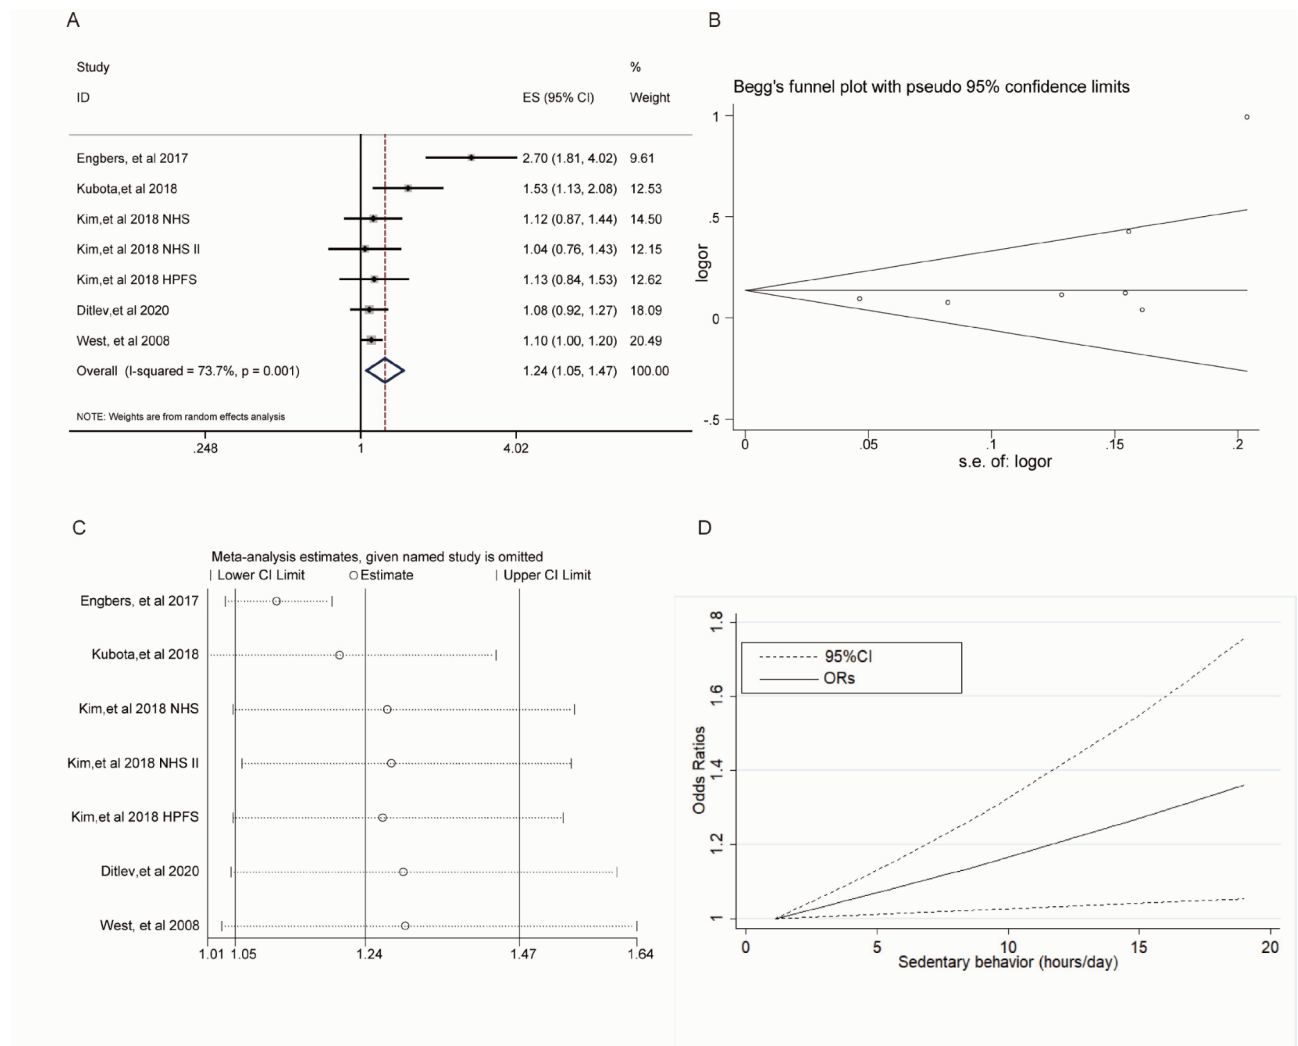 A
Study %
ID ES (95% CI) Weight
Engbers, et al 2017 2.70 (1.81, 4.02) 9.61
Kubota,et al 2018 1.53 (1.13, 2.08) 12.53
Kim,et al 2018 NHS 1.12 (0.87, 1.44) 14.50
Kim,et al 2018 NHS II 1.04 (0.76, 1.43) 12.15
Kim,et al 2018 HPFS 1.13 (0.84, 1.53) 12.62
Ditlev,et al 2020 1.08 (0.92, 1.27) 18.09
West, et al 2008 1.10 (1.00, 1.20) 20.49
Overall (I-squared = 73.7%, p = 0.001) 1.24 (1.05, 1.47) 100.00
NOTE: Weights are from random effects analysis
.248 1 4.02
B
Begg's funnel plot with pseudo 95% confidence limits
logor
1
.5
0
-.5
0 .05 .1 .15 .2
s.e. of: logor
C
Meta-analysis estimates, given named study is omitted
Lower CI Limit Estimate Upper CI Limit
Engbers, et al 2017
Kubota,et al 2018
Kim,et al 2018 NHS
Kim,et al 2018 NHS II
Kim,et al 2018 HPFS
Ditlev,et al 2020
West, et al 2008
1.01 1.05 1.24 1.47 1.64
D
95%CI
ORs
Odds Ratios
1.8
1.6
1.4
1.2
1
0 5 10 15 20
Sedentary behavior (hours/day)